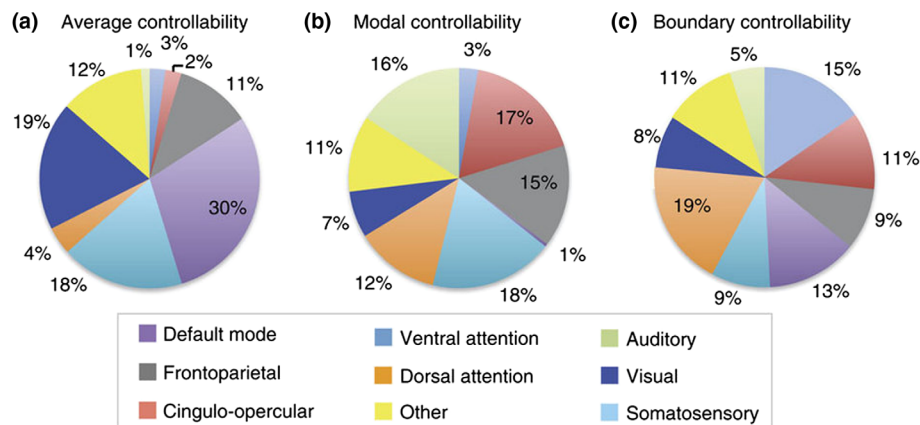 (a) Average controllability
1%
3%
2%
12%
11%
19%
30%
4%
18%
(b) Modal controllability
3%
16%
17%
11%
15%
7%
1%
12%
18%
(c) Boundary controllability
5%
15%
11%
8%
11%
19%
9%
9%
13%
Default mode
Ventral attention
Auditory
Frontoparietal
Dorsal attention
Visual
Cingulo-opercular
Other
Somatosensory